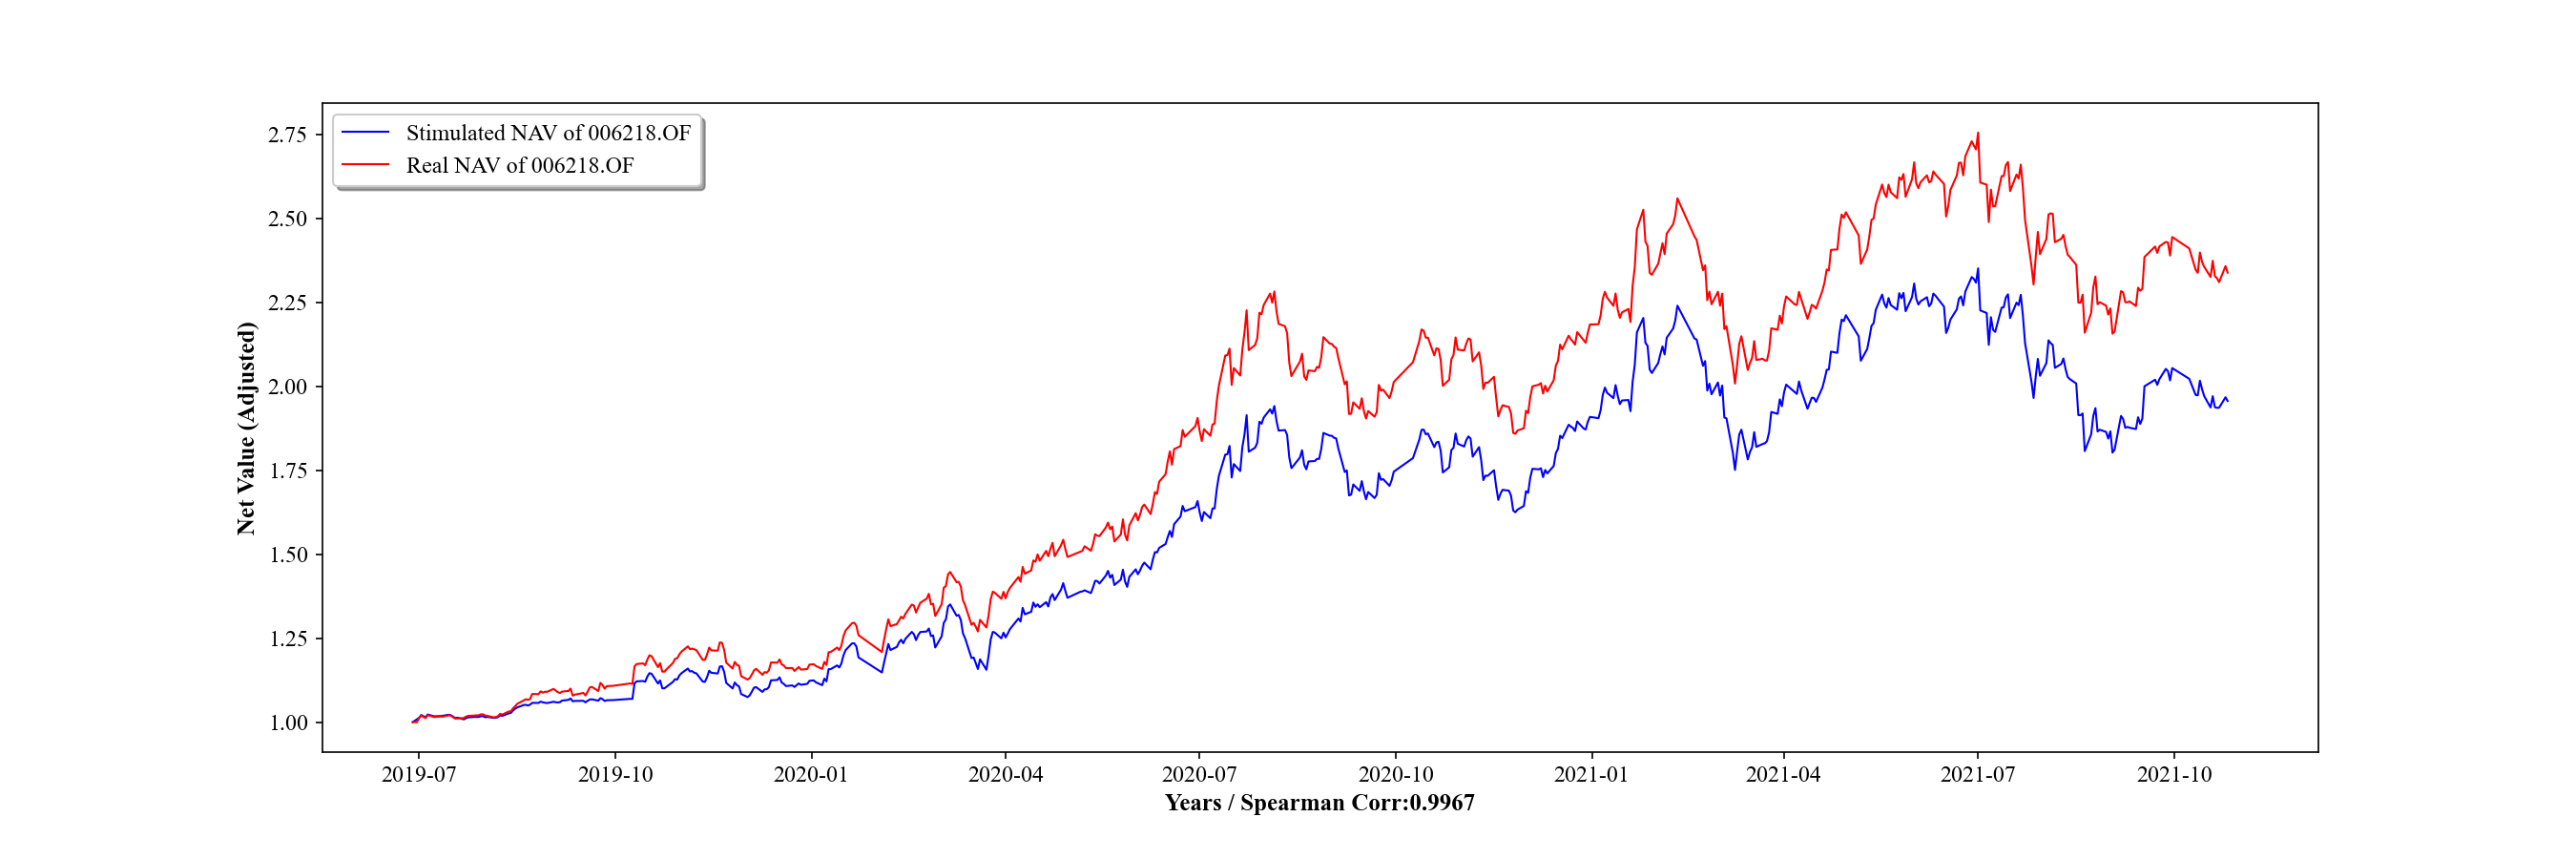 Stimulated NAV of 006218.OF
Real NAV of 006218.OF
Net Value (Adjusted)
2.75
2.50
2.25
2.00
1.75
1.50
1.25
1.00
2019-07 2019-10 2020-01 2020-04 2020-07 2020-10 2021-01 2021-04 2021-07 2021-10
Years / Spearman Corr:0.9967